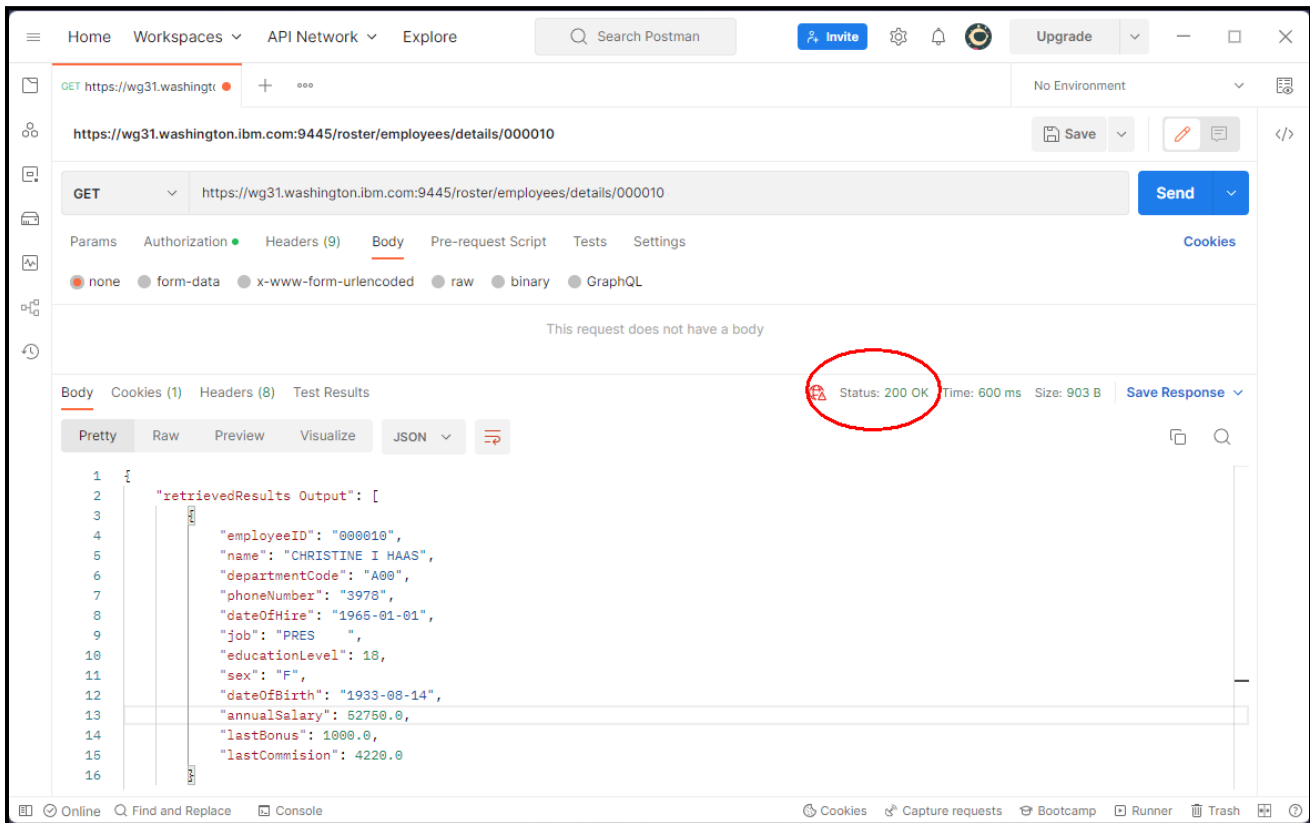 Home Workspaces API Network Explore Search Postman Invite Upgrade
GET https://wg31.washingt No Environment
https://wg31.washington.ibm.com:9445/roster/employees/details/000010 Save
GET https://wg31.washington.ibm.com:9445/roster/employees/details/000010 Send
Params Authorization Headers (9) Body Pre-request Script Tests Settings Cookies
none form-data x-www-form-urlencoded raw binary GraphQL
This request does not have a body
Body Cookies (1) Headers (8) Test Results Status: 200 OK Time: 600 ms Size: 903 B Save Response
Pretty Raw Preview Visualize JSON
1 {
2 "retrievedResults Output": [
3 {
4 "employeeID": "000010",
5 "name": "CHRISTINE I HAAS",
6 "departmentCode": "A00",
7 "phoneNumber": "3978",
8 "dateOfHire": "1965-01-01",
9 "job": "PRES    ",
10 "educationLevel": 18,
11 "sex": "F",
12 "dateOfBirth": "1933-08-14",
13 "annualSalary": 52750.0,
14 "lastBonus": 1000.0,
15 "lastCommision": 4220.0
16 }
Online Find and Replace Console Cookies Capture requests Bootcamp Runner Trash